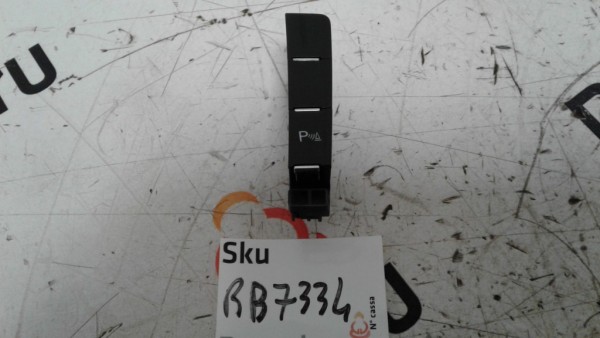 P
Sku
RB7334
N° cassa